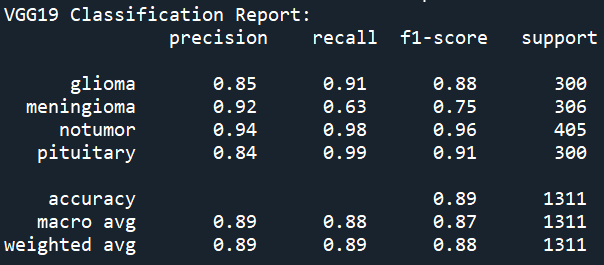 VGG19 Classification Report:
precision recall f1-score support
glioma 0.85 0.91 0.88 300
meningioma 0.92 0.63 0.75 306
notumor 0.94 0.98 0.96 405
pituitary 0.84 0.99 0.91 300
accuracy 0.89 1311
macro avg 0.89 0.88 0.87 1311
weighted avg 0.89 0.89 0.88 1311